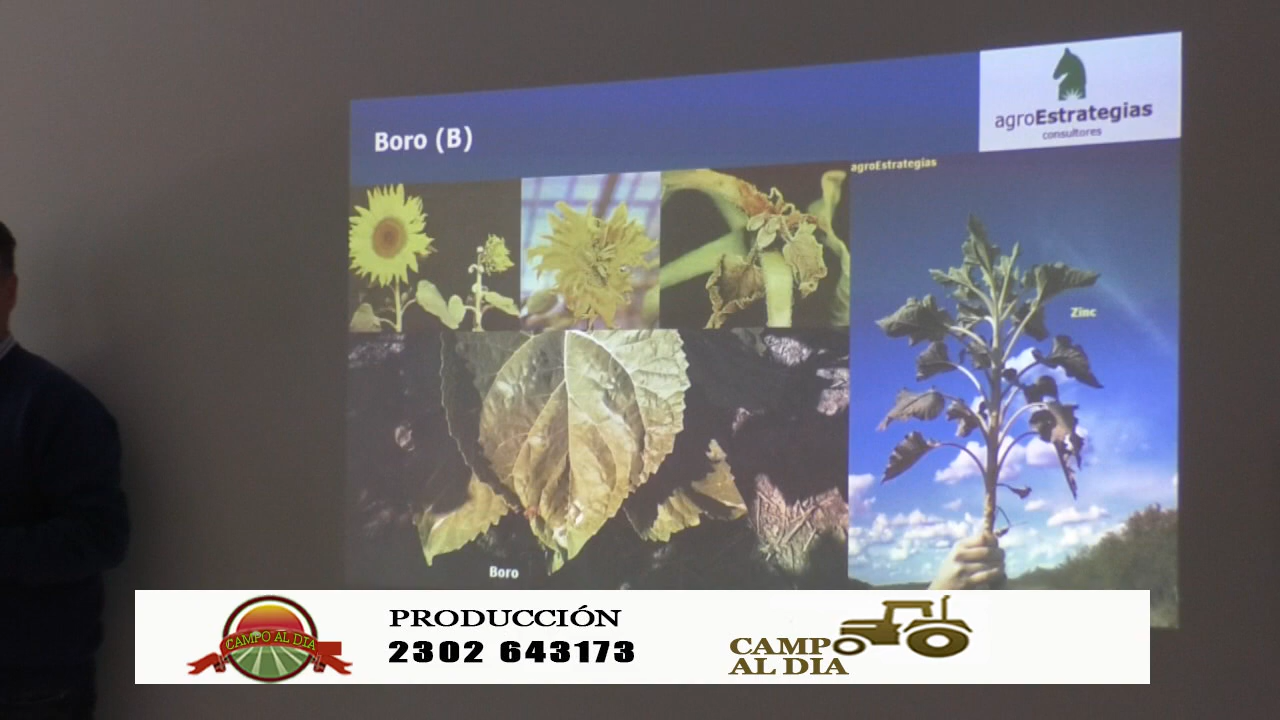 Boro (B)
agroEstrategias
consultores
agroEstrategias
Zinc
Boro
CAMPO AL DIA
PRODUCCIÓN
2302 643173
CAMPO
AL DIA